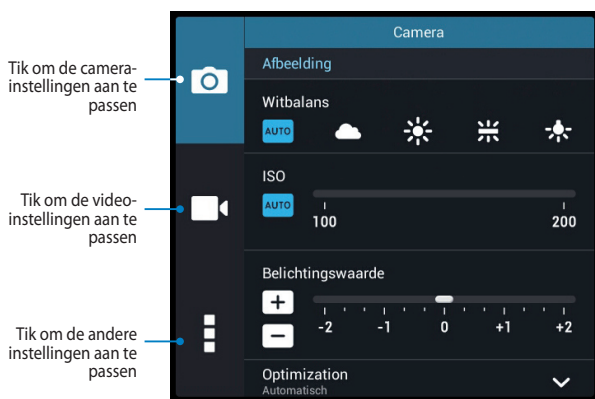 Tik om de camera-
instellingen aan te
passen
Tik om de video-
instellingen aan te
passen
Tik om de andere
instellingen aan te
passen
Camera
Afbeelding
Witbalans
AUTO
ISO
AUTO
100 200
Belichtingswaarde
+
-2 -1 0 +1 +2
−
Optimization
Automatisch